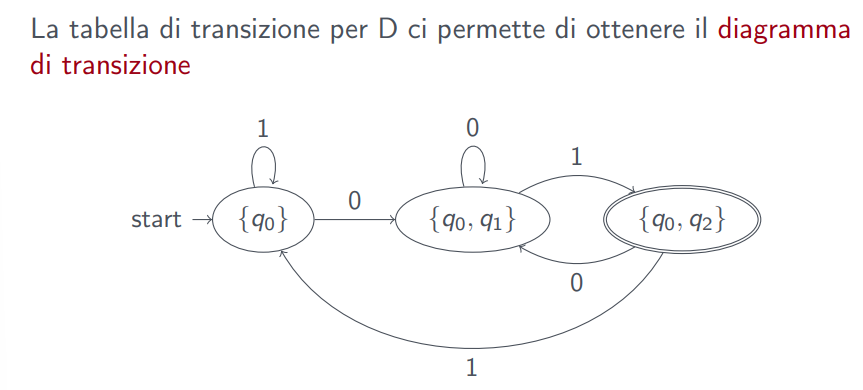 La tabella di transizione per D ci permette di ottenere il diagramma
di transizione
1
0
1
start
{q0}
0
{q0, q1}
{q0, q2}
0
1